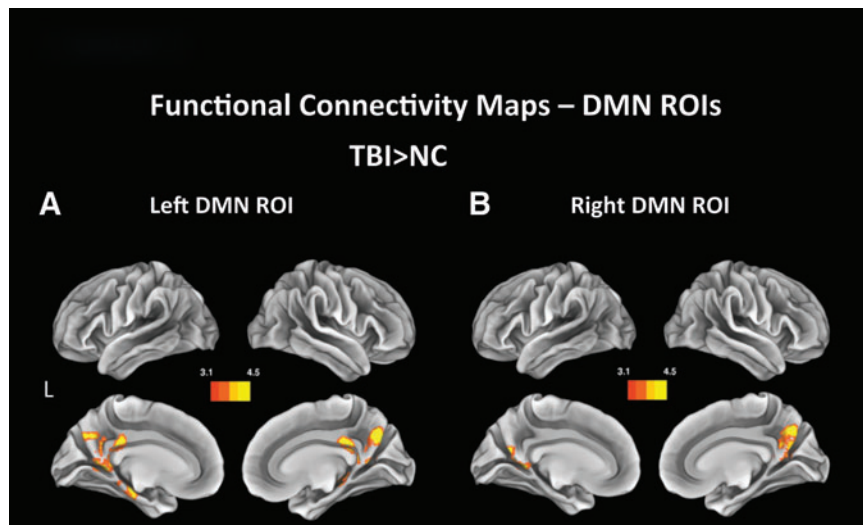 Functional Connectivity Maps – DMN ROIs
TBI>NC
A Left DMN ROI
B Right DMN ROI
3.1 4.5
3.1 4.5
L